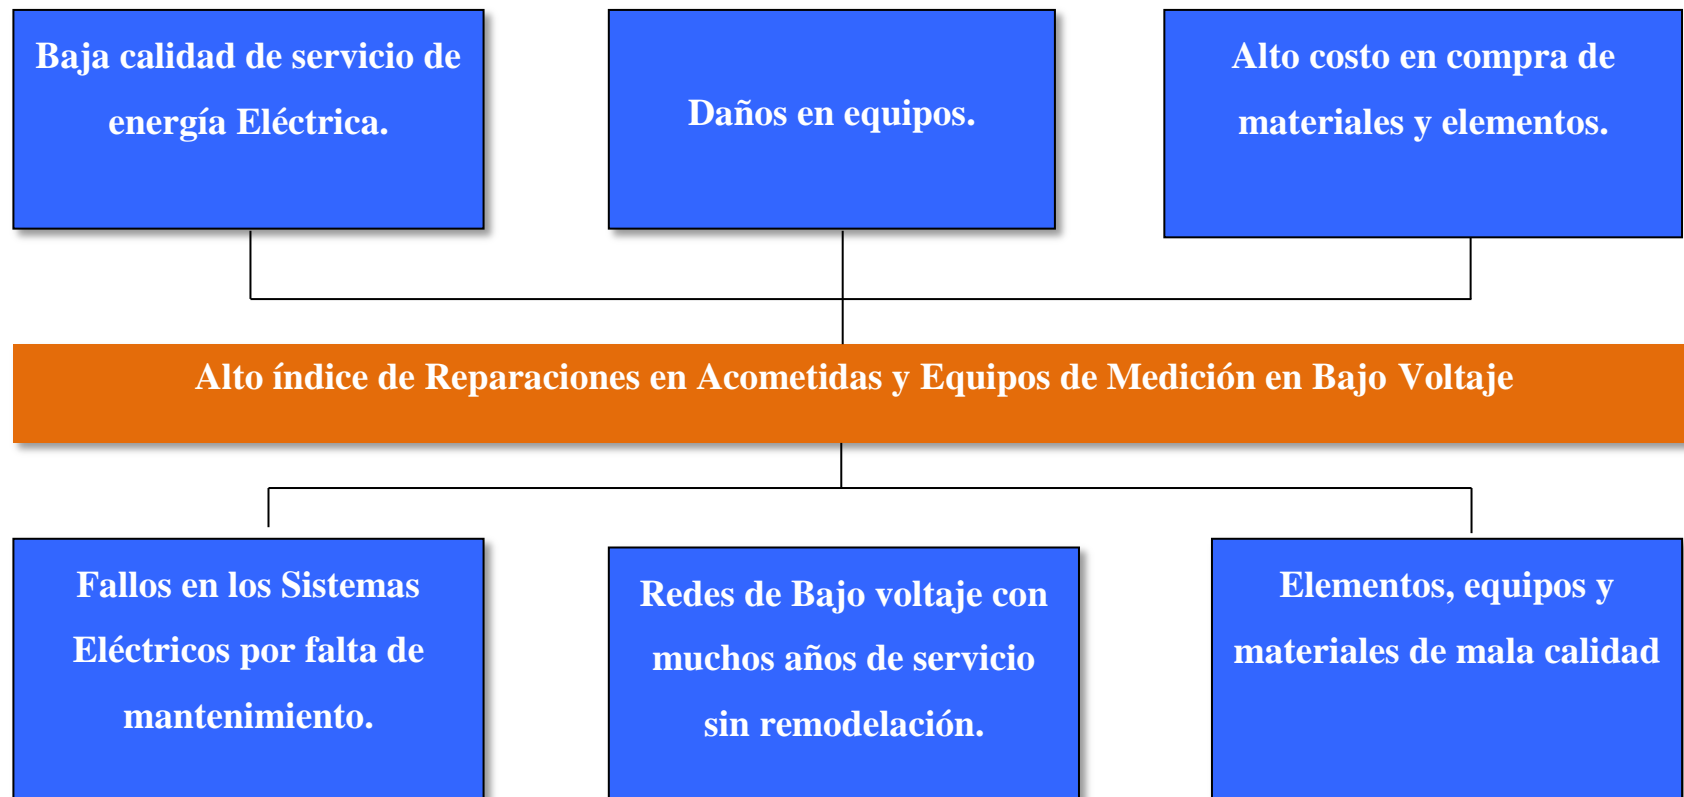 Baja calidad de servicio de
energía Eléctrica.
Daños en equipos.
Alto costo en compra de
materiales y elementos.
Alto índice de Reparaciones en Acometidas y Equipos de Medición en Bajo Voltaje
Fallos en los Sistemas
Eléctricos por falta de
mantenimiento.
Redes de Bajo voltaje con
muchos años de servicio
sin remodelación.
Elementos, equipos y
materiales de mala calidad